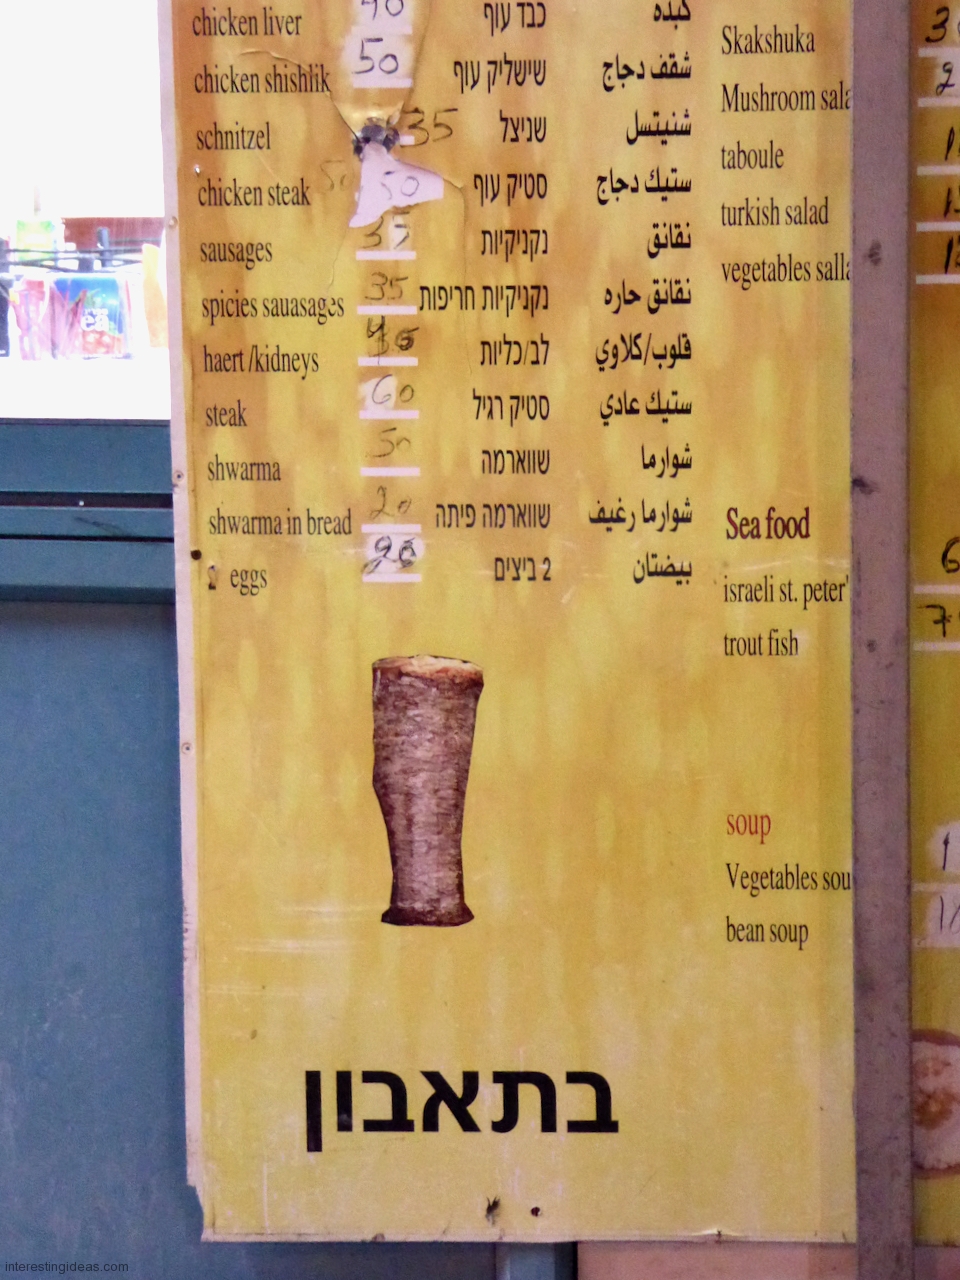 chicken liver 40 כבד עוף كبده
chicken shishlik 50 שישליק עוף شقف دجاج
schnitzel 35 שניצל شنيتسل
chicken steak 50 50 סטיק עוף ستيك دجاج
sausages 35 נקניקיות نقانق
spicies sauasages 35 נקניקיות חריפות نقانق حاره
haert/kidneys לב/כליות قلوب/كلاوي
steak 60 סטיק רגיל ستيك عادي
shwarma 50 שווארמה شوارما
shwarma in bread 20 שווארמה פיתה شوارما رغيف
2 eggs 20 2 ביצים بيضتان
בתאבון
Skakshuka
Mushroom sala
taboule
turkish salad
vegetables salla
Sea food
israeli st. peter'
trout fish
soup
Vegetables sou
bean soup
interestingideas.com